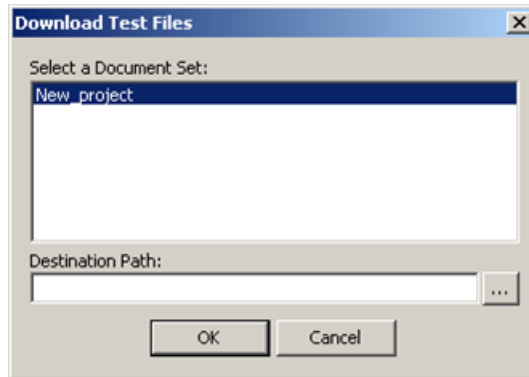 Download Test Files
Select a Document Set:
New_project
Destination Path:
...
OK Cancel